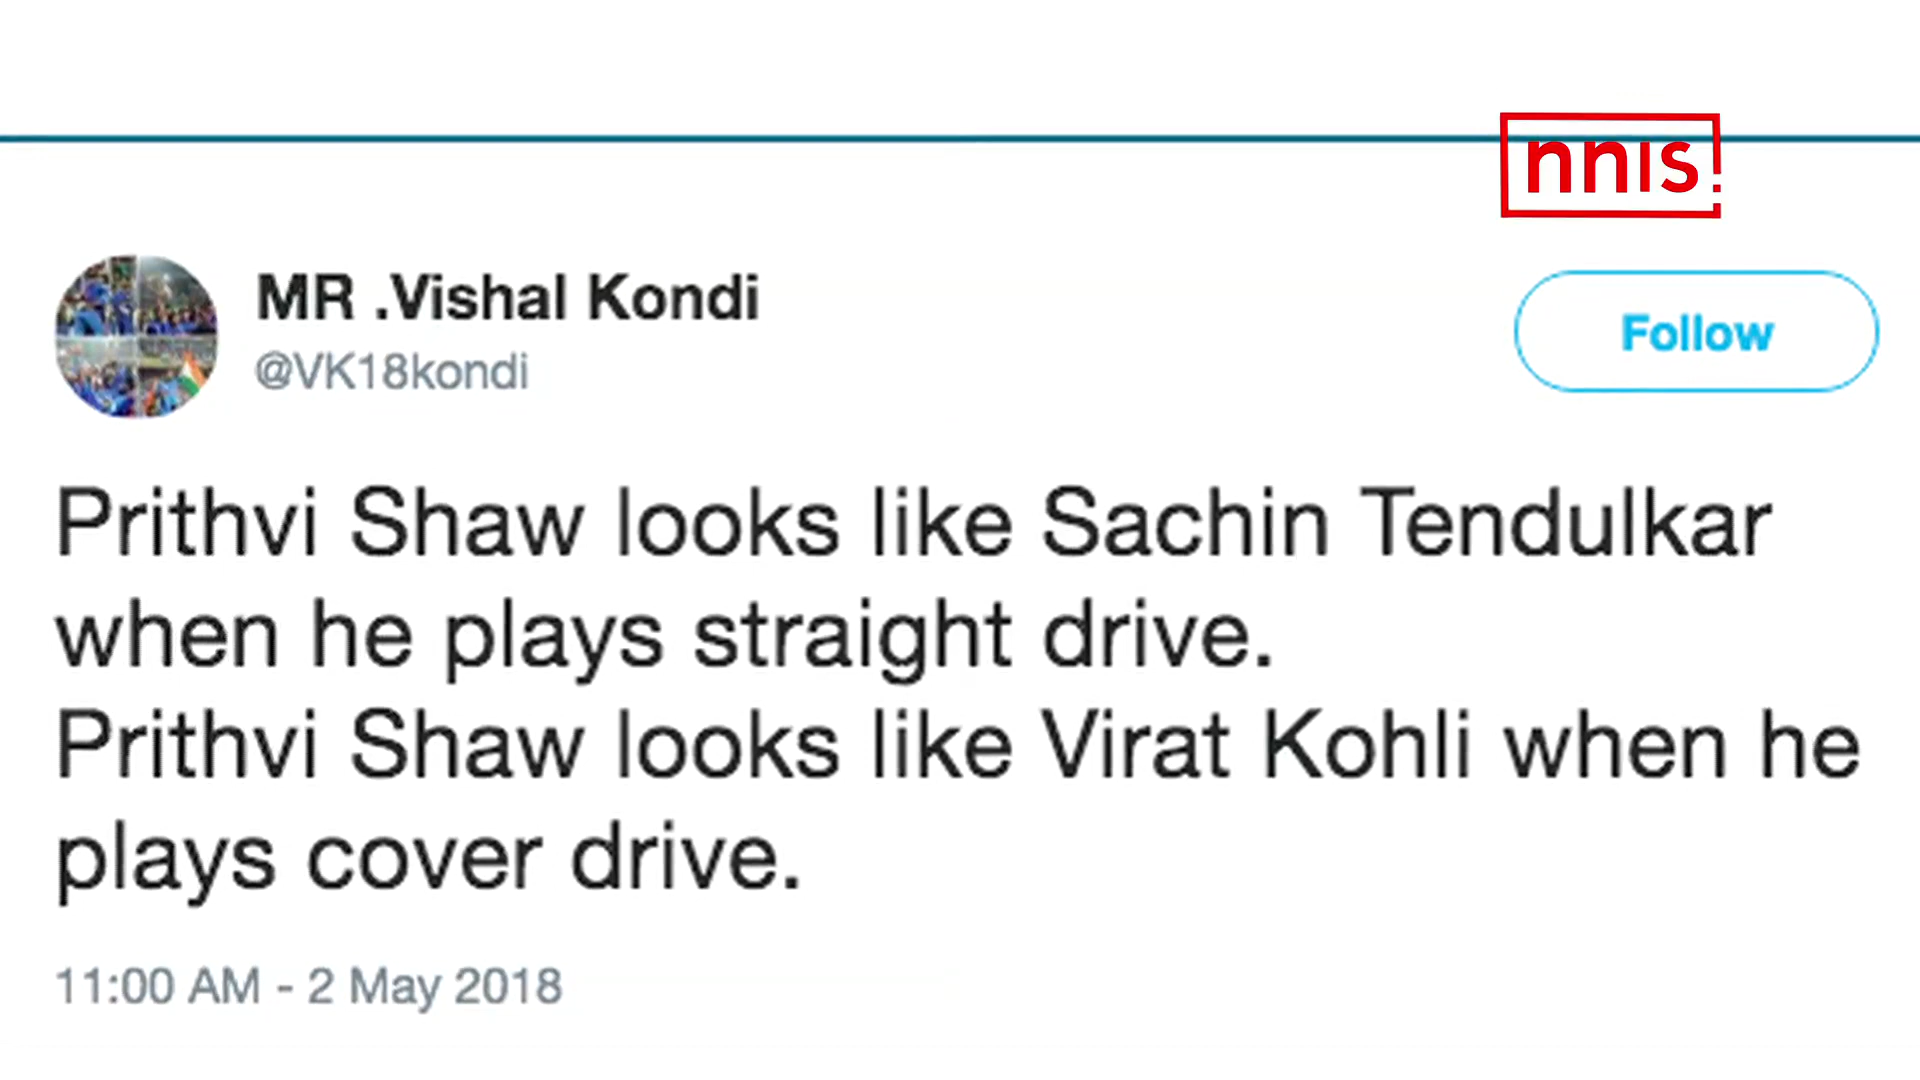 nnis
MR .Vishal Kondi
@VK18kondi
Follow
Prithvi Shaw looks like Sachin Tendulkar
when he plays straight drive.
Prithvi Shaw looks like Virat Kohli when he
plays cover drive.
11:00 AM - 2 May 2018